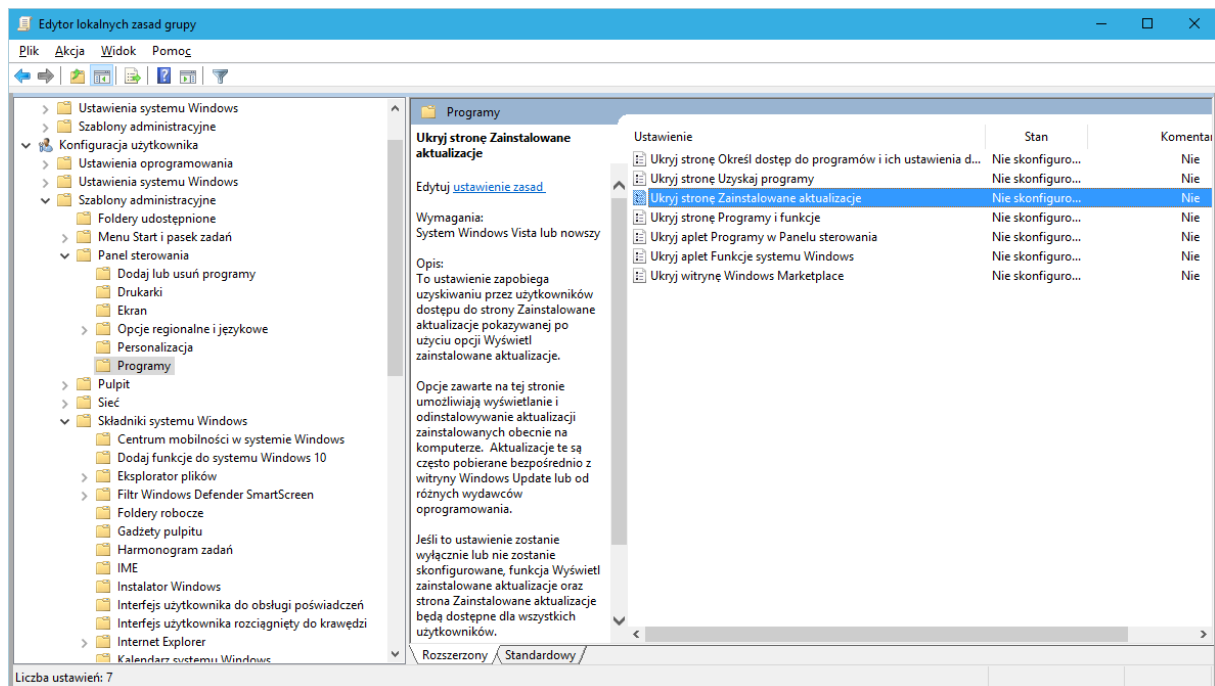 Edytor lokalnych zasad grupy
Plik Akcja Widok Pomoc
Ustawienia systemu Windows
Szablony administracyjne
Konfiguracja użytkownika
Ustawienia oprogramowania
Ustawienia systemu Windows
Szablony administracyjne
Foldery udostępnione
Menu Start i pasek zadań
Panel sterowania
Dodaj lub usuń programy
Drukarki
Ekran
Opcje regionalne i językowe
Personalizacja
Programy
Pulpit
Sieć
Składniki systemu Windows
Centrum mobilności w systemie Windows
Dodaj funkcje do systemu Windows 10
Eksplorator plików
Filtr Windows Defender SmartScreen
Foldery robocze
Gadżety pulpitu
Harmonogram zadań
IME
Instalator Windows
Interfejs użytkownika do obsługi poświadczeń
Interfejs użytkownika rozciągnięty do krawędzi
Internet Explorer
Kalendarz systemu Windows
Programy
Ukryj stronę Zainstalowane
aktualizacje
Edytuj ustawienie zasad
Wymagania:
System Windows Vista lub nowszy
Opis:
To ustawienie zapobiega
uzyskiwaniu przez użytkowników
dostępu do strony Zainstalowane
aktualizacje pokazywanej po
użyciu opcji Wyświetl
zainstalowane aktualizacje.
Opcje zawarte na tej stronie
umożliwiają wyświetlanie i
odinstalowywanie aktualizacji
zainstalowanych obecnie na
komputerze. Aktualizacje te są
często pobierane bezpośrednio z
witryny Windows Update lub od
różnych wydawców
oprogramowania.
Jeśli to ustawienie zostanie
wyłącznie lub nie zostanie
skonfigurowane, funkcja Wyświetl
zainstalowane aktualizacje oraz
strona Zainstalowane aktualizacje
będą dostępne dla wszystkich
użytkowników.
Ustawienie Stan Komentar
Ukryj stronę Określ dostęp do programów i ich ustawienia d... Nie skonfiguro... Nie
Ukryj stronę Uzyskaj programy Nie skonfiguro... Nie
Ukryj stronę Zainstalowane aktualizacje Nie skonfiguro... Nie
Ukryj stronę Programy i funkcje Nie skonfiguro... Nie
Ukryj aplet Programy w Panelu sterowania Nie skonfiguro... Nie
Ukryj aplet Funkcje systemu Windows Nie skonfiguro... Nie
Ukryj witrynę Windows Marketplace Nie skonfiguro... Nie
Rozszerzony Standardowy
Liczba ustawień: 7